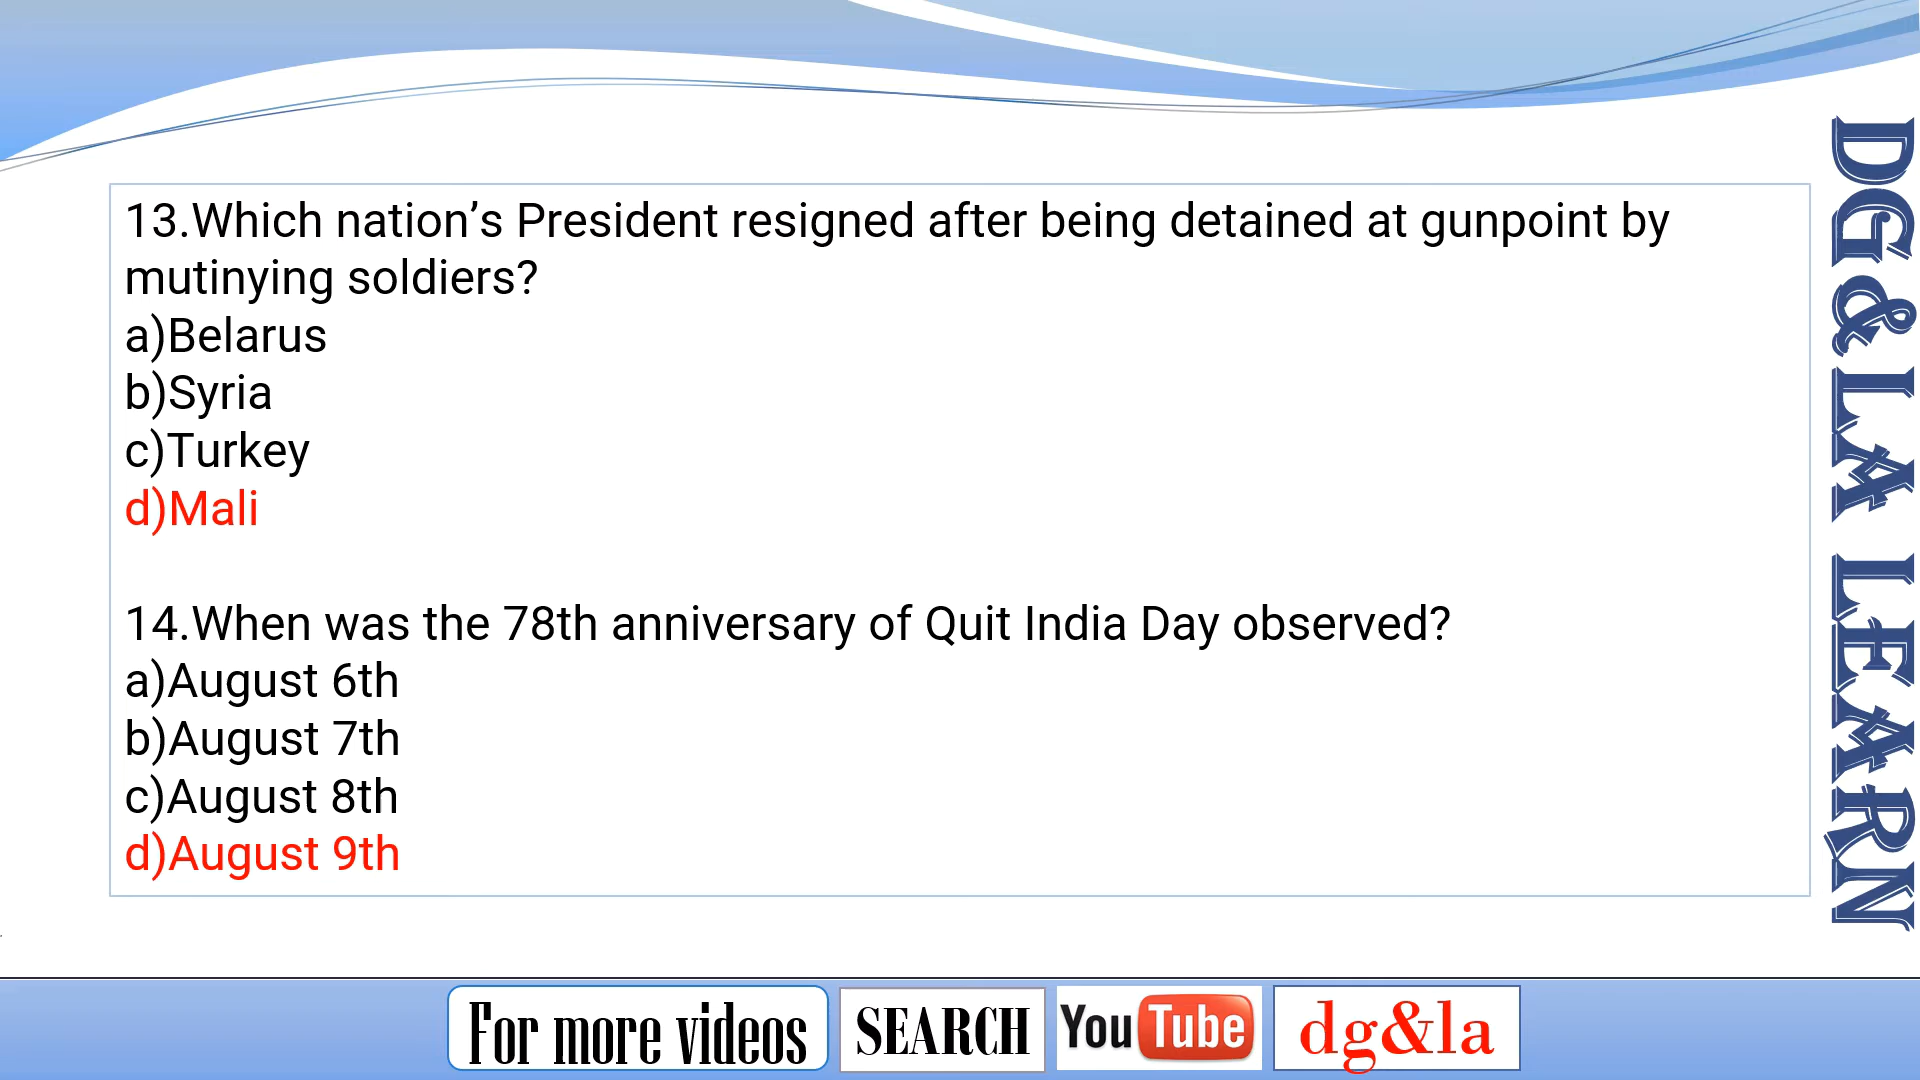 13.Which nation’s President resigned after being detained at gunpoint by
mutinying soldiers?
a)Belarus
b)Syria
c)Turkey
d)Mali
14.When was the 78th anniversary of Quit India Day observed?
a)August 6th
b)August 7th
c)August 8th
d)August 9th
DG&LA LEARN
For more videos
SEARCH
YouTube
dg&la